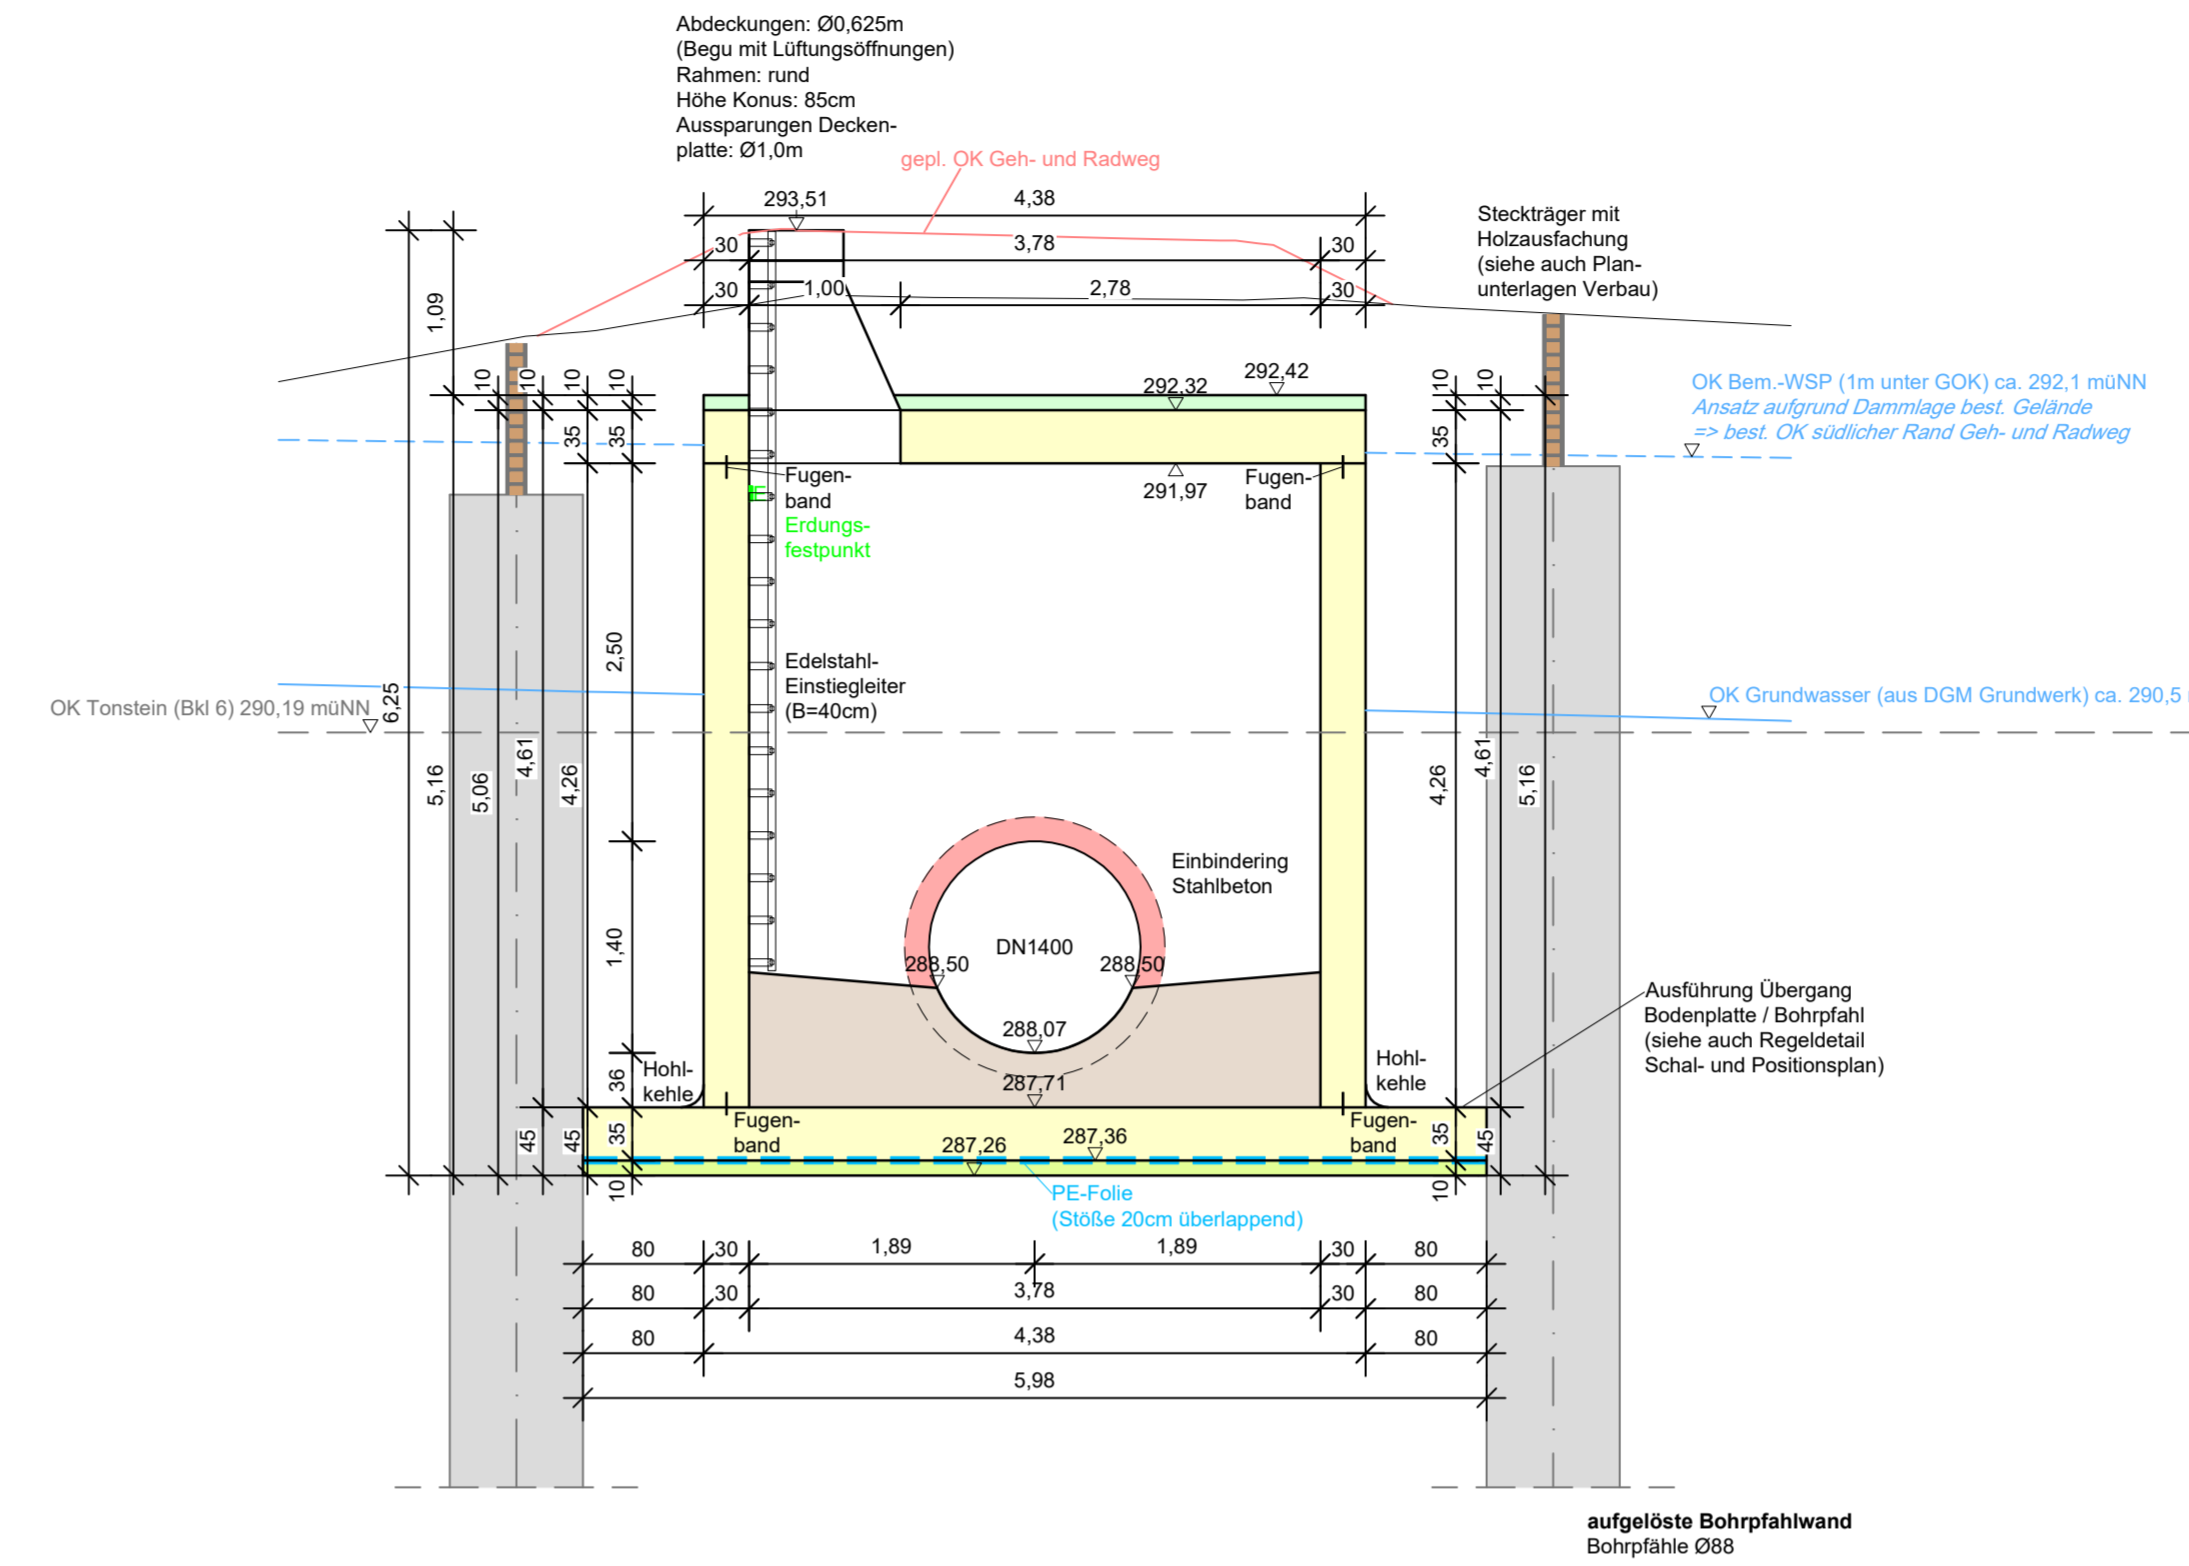 Abdeckungen: Ø0,625m
(Begu mit Lüftungsöffnungen)
Rahmen: rund
Höhe Konus: 85cm
Aussparungen Decken-
platte: Ø1,0m
gepl. OK Geh- und Radweg
293,51
4,38
30
3,78
30
30
1,00
2,78
30
Steckträger mit
Holzausfachung
(siehe auch Plan-
unterlagen Verbau)
1,09
10
10
10
10
292,32
292,42
10
10
OK Bem.-WSP (1m unter GOK) ca. 292,1 müNN
Ansatz aufgrund Dammlage best. Gelände
=> best. OK südlicher Rand Geh- und Radweg
35
35
35
Fugen-
band
291,97
Fugen-
band
Erdungs-
festpunkt
2,50
Edelstahl-
Einstiegleiter
(B=40cm)
OK Tonstein (Bkl 6) 290,19 müNN
6,25
OK Grundwasser (aus DGM Grundwerk) ca. 290,5
5,16
5,06
4,61
4,26
4,26
4,61
5,16
Einbindering
Stahlbeton
1,40
DN1400
288,50
288,50
288,07
Ausführung Übergang
Bodenplatte / Bohrpfahl
(siehe auch Regeldetail
Schal- und Positionsplan)
36
Hohl-
kehle
287,71
Hohl-
kehle
45
45
35
Fugen-
band
287,26
287,36
Fugen-
band
35
45
10
10
PE-Folie
(Stöße 20cm überlappend)
80
30
1,89
1,89
30
80
80
30
3,78
30
80
80
4,38
80
5,98
aufgelöste Bohrpfahlwand
Bohrpfähle Ø88